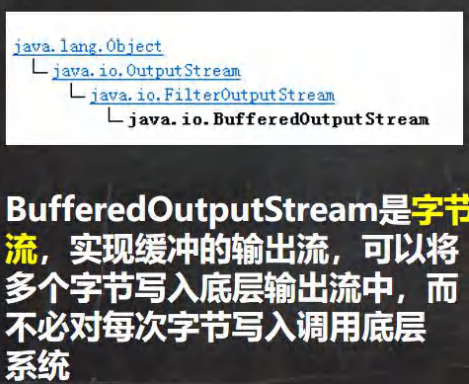 java.lang.Object
java.io.OutputStream
java.io.FilterOutputStream
java.io.BufferedOutputStream
BufferedOutputStream是字节
流，实现缓冲的输出流，可以将
多个字节写入底层输出流中，而
不必对每次字节写入调用底层
系统